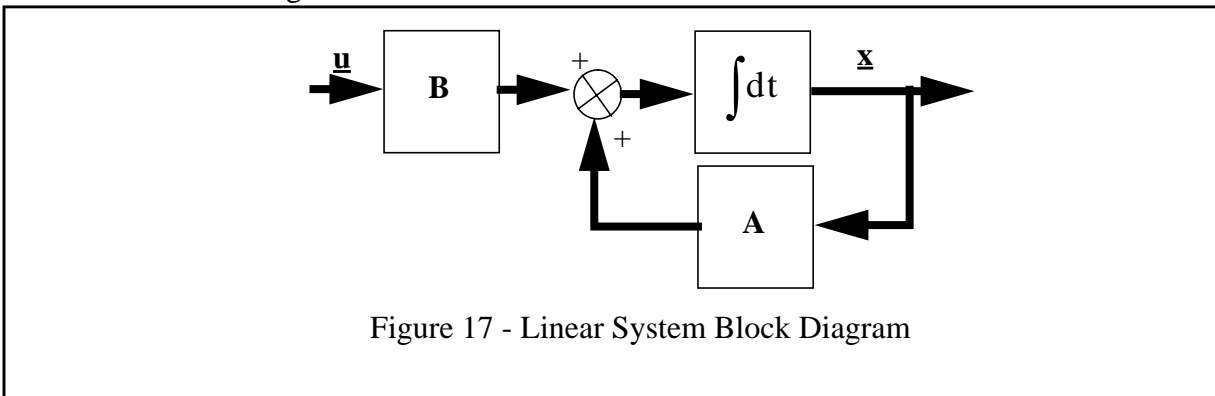 u
x
+
B
∫dt
+
A
Figure 17 - Linear System Block Diagram